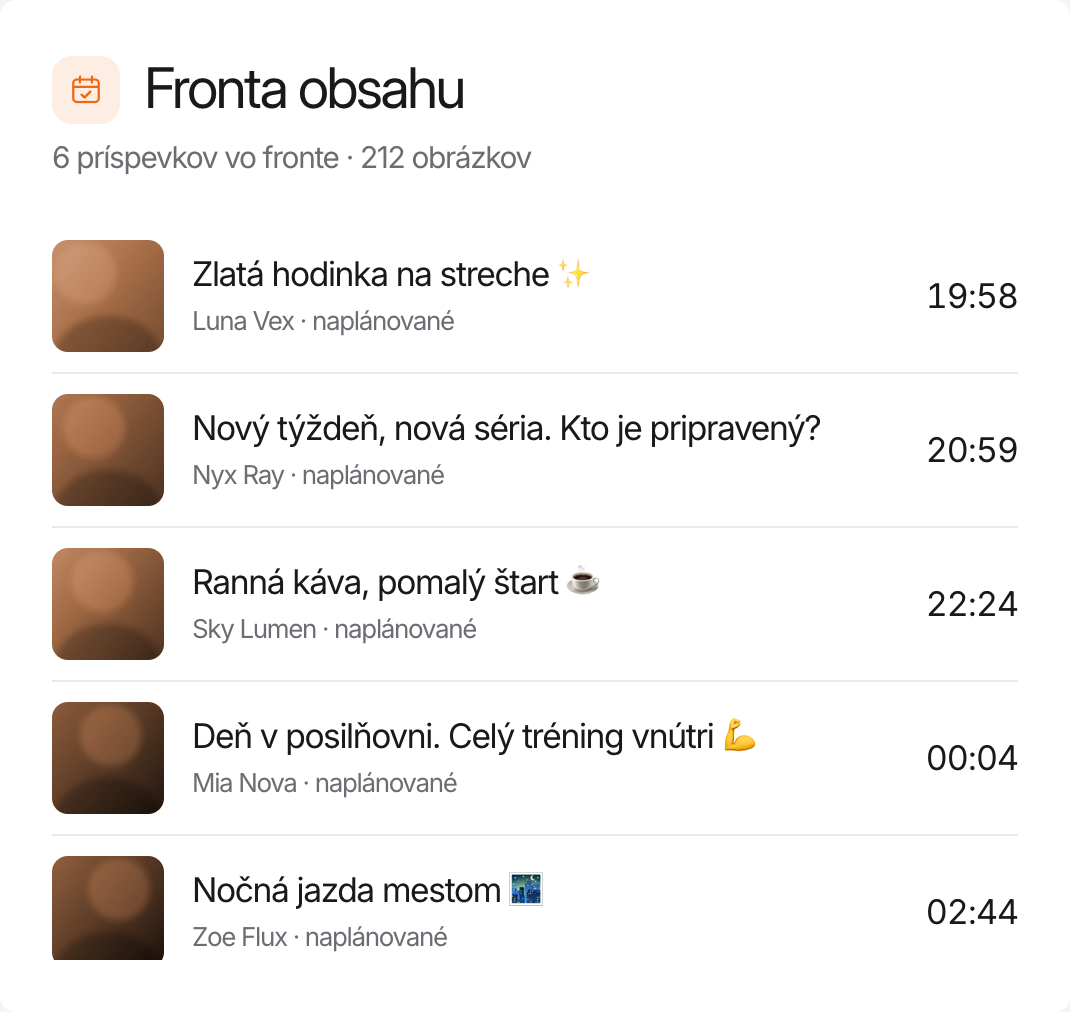 Fronta obsahu
6 príspevkov vo fronte · 212 obrázkov
Zlatá hodinka na streche ✨
Luna Vex · naplánované
19:58
Nový týždeň, nová séria. Kto je pripravený?
Nyx Ray · naplánované
20:59
Ranná káva, pomalý štart ☕
Sky Lumen · naplánované
22:24
Deň v posilňovni. Celý tréning vnútri 💪
Mia Nova · naplánované
00:04
Nočná jazda mestom 🌃
Zoe Flux · naplánované
02:44